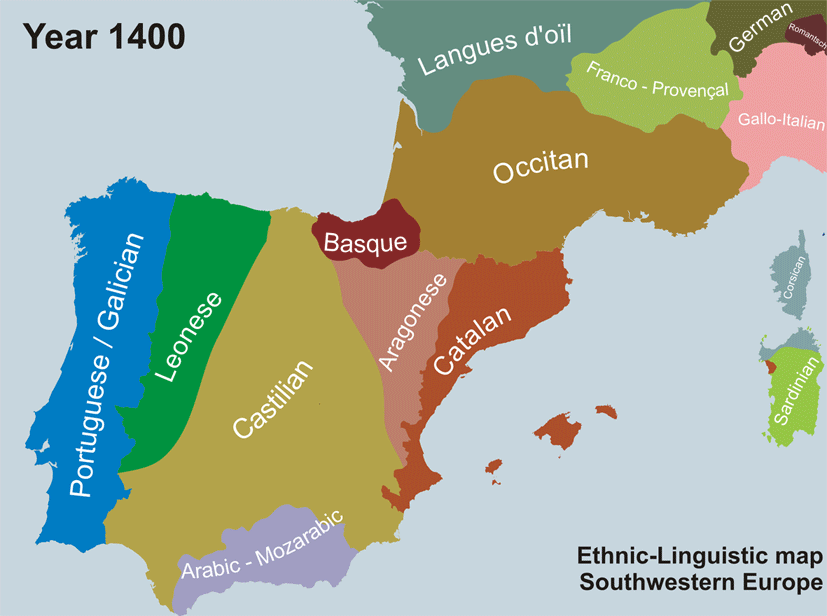 Year 1400
Langues d'oïl
German
Romantsch
Franco - Provençal
Gallo-Italian
Occitan
Basque
Portuguese / Galician
Leonese
Castilian
Aragonese
Catalan
Corsican
Sardinian
Arabic - Mozarabic
Ethnic-Linguistic map
Southwestern Europe